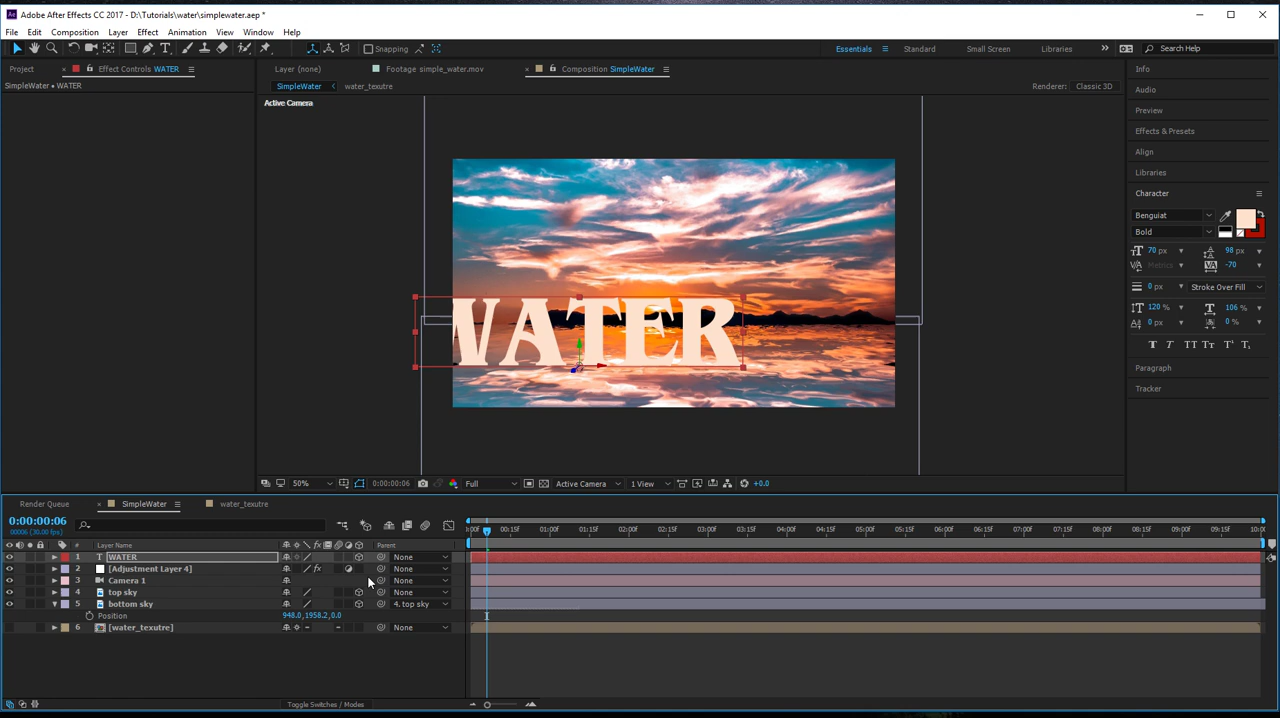 Adobe After Effects CC 2017 - D:\Tutorials\water\simplewater.aep *
File Edit Composition Layer Effect Animation View Window Help
Snapping Essentials Standard Small Screen Libraries Search Help
Project Effect Controls WATER Layer (none) Footage simple_water.mov Composition SimpleWater Info
SimpleWater • WATER SimpleWater water_texutre Renderer: Classic 3D Audio
Active Camera
Preview
Effects & Presets
Align
Libraries
Character
Benguiat
Bold
70 px 98 px
Metrics -70
0 px Stroke Over Fill
120 % 106 %
0 px 0 %
T T TT Tт T¹ T₁
Paragraph
Tracker
WATER
50% 0:00:00:06 Full Active Camera 1 View +0.0
Render Queue SimpleWater water_texutre
0:00:00:06
00006 (30.00 fps)
:00f 00:15f 01:00f 01:15f 02:00f 02:15f 03:00f 03:15f 04:00f 04:15f 05:00f 05:15f 06:00f 06:15f 07:00f 07:15f 08:00f 08:15f 09:00f 09:15f 10:0
# Layer Name fx Parent
1 T WATER None
2 [Adjustment Layer 4] fx None
3 Camera 1 None
4 top sky None
5 bottom sky 4. top sky
Position 948.0,1958.2,0.0
6 [water_texutre] None
Toggle Switches / Modes